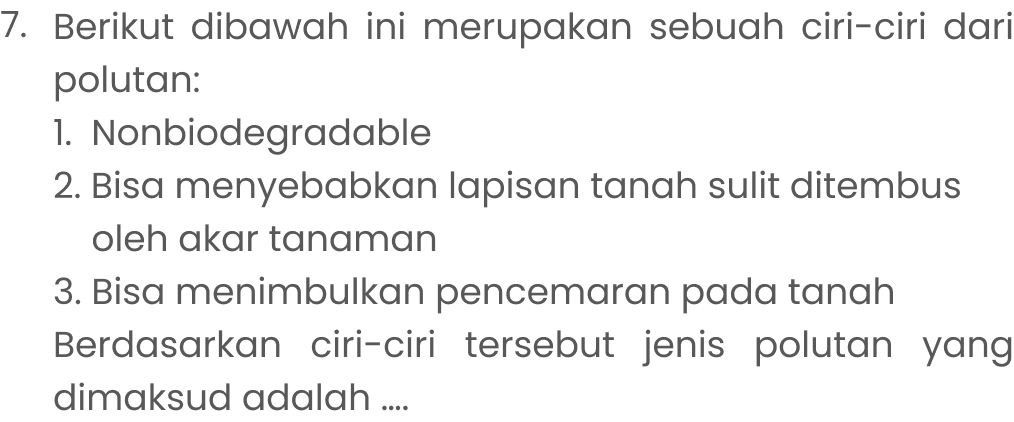 7. Berikut dibawah ini merupakan sebuah ciri-ciri dari
polutan:
1. Nonbiodegradable
2. Bisa menyebabkan lapisan tanah sulit ditembus
oleh akar tanaman
3. Bisa menimbulkan pencemaran pada tanah
Berdasarkan ciri-ciri tersebut jenis polutan yang
dimaksud adalah ....